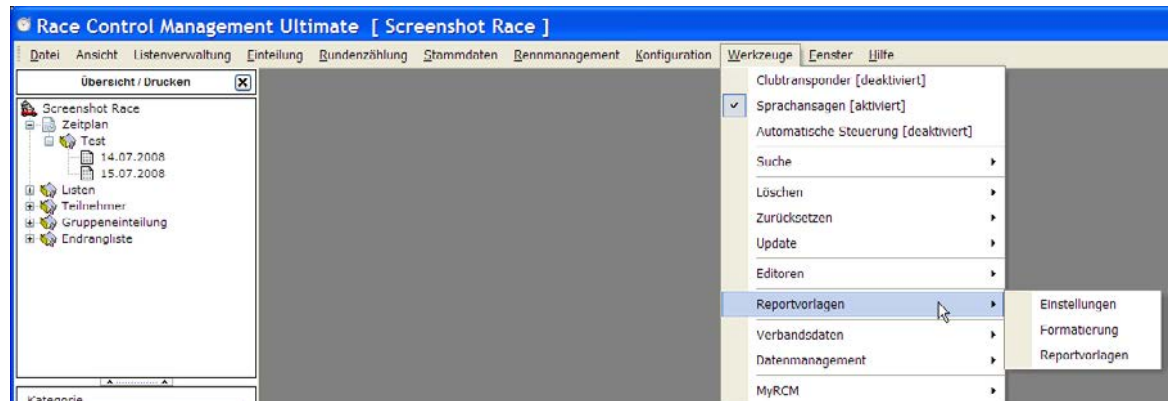 Race Control Management Ultimate [ Screenshot Race ]
Datei Ansicht Listenverwaltung Einteilung Rundenzählung Stammdaten Rennmanagement Konfiguration Werkzeuge Fenster Hilfe
Übersicht / Drucken
Screenshot Race
Zeitplan
Test
14.07.2008
15.07.2008
Listen
Teilnehmer
Gruppeneinteilung
Endrangliste
Kategorie
Clubtransponder [deaktiviert]
Sprachansagen [aktiviert]
Automatische Steuerung [deaktiviert]
Suche
Löschen
Zurücksetzen
Update
Editoren
Reportvorlagen
Verbandsdaten
Datenmanagement
MyRCM
Einstellungen
Formatierung
Reportvorlagen